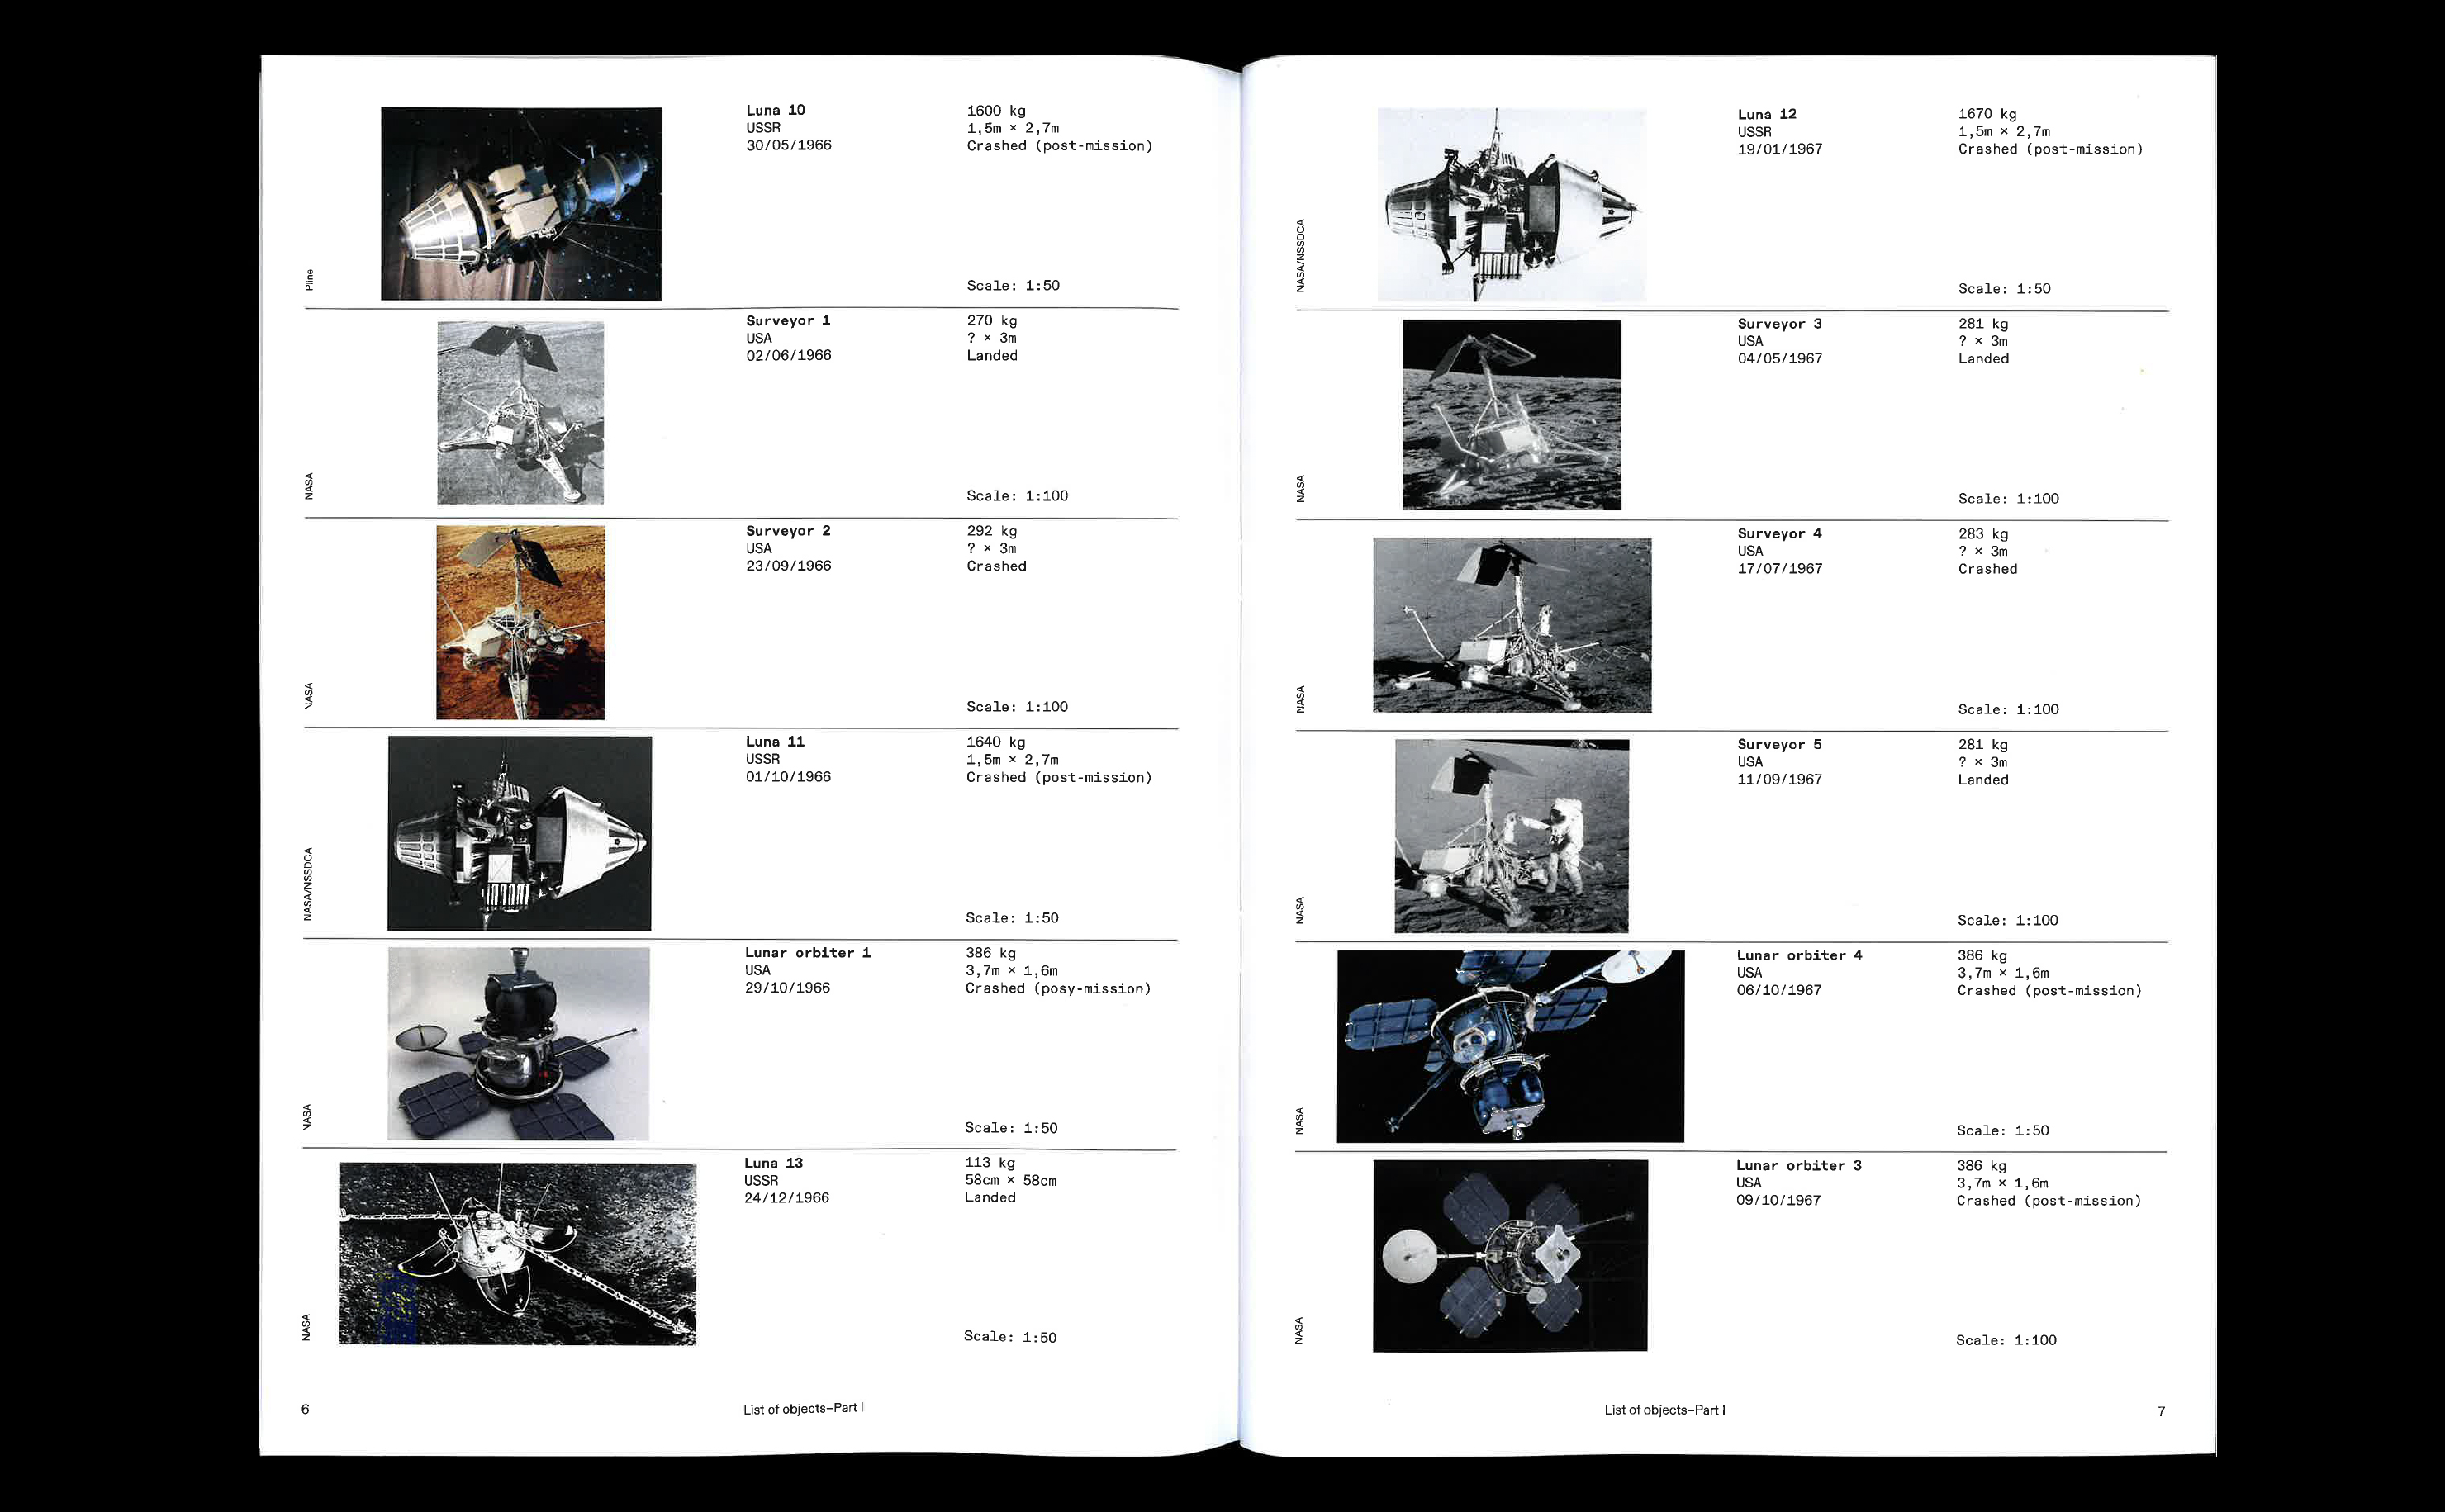 Luna 10
USSR
30/05/1966
1600 kg
1,5m × 2,7m
Crashed (post-mission)
Scale: 1:50
Pline
Surveyor 1
USA
02/06/1966
270 kg
? × 3m
Landed
Scale: 1:100
NASA
Surveyor 2
USA
23/09/1966
292 kg
? × 3m
Crashed
Scale: 1:100
NASA
Luna 11
USSR
01/10/1966
1640 kg
1,5m × 2,7m
Crashed (post-mission)
Scale: 1:50
NASA/NSSDCA
Lunar orbiter 1
USA
29/10/1966
386 kg
3,7m × 1,6m
Crashed (posy-mission)
Scale: 1:50
NASA
Luna 13
USSR
24/12/1966
113 kg
58cm × 58cm
Landed
Scale: 1:50
NASA
6
List of objects–Part I
Luna 12
USSR
19/01/1967
1670 kg
1,5m × 2,7m
Crashed (post-mission)
Scale: 1:50
NASA/NSSDCA
Surveyor 3
USA
04/05/1967
281 kg
? × 3m
Landed
Scale: 1:100
NASA
Surveyor 4
USA
17/07/1967
283 kg
? × 3m
Crashed
Scale: 1:100
NASA
Surveyor 5
USA
11/09/1967
281 kg
? × 3m
Landed
Scale: 1:100
NASA
Lunar orbiter 4
USA
06/10/1967
386 kg
3,7m × 1,6m
Crashed (post-mission)
Scale: 1:50
NASA
Lunar orbiter 3
USA
09/10/1967
386 kg
3,7m × 1,6m
Crashed (post-mission)
Scale: 1:100
NASA
List of objects–Part I
7